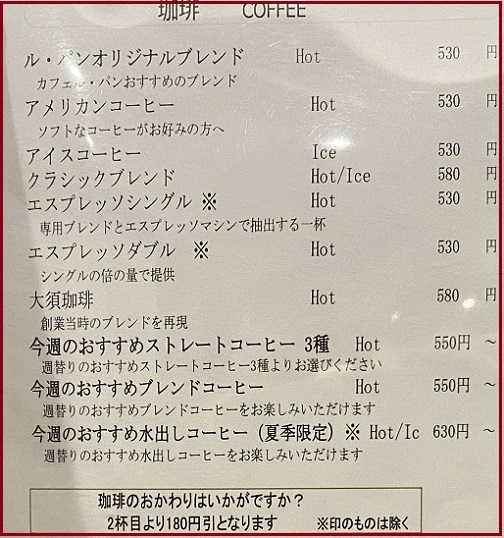 珈琲 COFFEE
ル・パンオリジナルブレンド Hot 530 円
カフェル・パンおすすめのブレンド
アメリカンコーヒー Hot 530 円
ソフトなコーヒーがお好みの方へ
アイスコーヒー Ice 530 円
クラシックブレンド Hot/Ice 580 円
エスプレッソシングル ※ Hot 530 円
専用ブレンドとエスプレッソマシンで抽出する一杯
エスプレッソダブル ※ Hot 530 円
シングルの倍の量で提供
大須珈琲 Hot 580 円
創業当時のブレンドを再現
今週のおすすめストレートコーヒー 3種 Hot 550円 ～
週替りのおすすめストレートコーヒー3種よりお選びください
今週のおすすめブレンドコーヒー Hot 550円 ～
週替りのおすすめブレンドコーヒーをお楽しみいただけます
今週のおすすめ水出しコーヒー（夏季限定）※ Hot/Ic 630円 ～
週替りのおすすめ水出しコーヒーをお楽しみいただけます
珈琲のおかわりはいかがですか？
2杯目より180円引となります ※印のものは除く